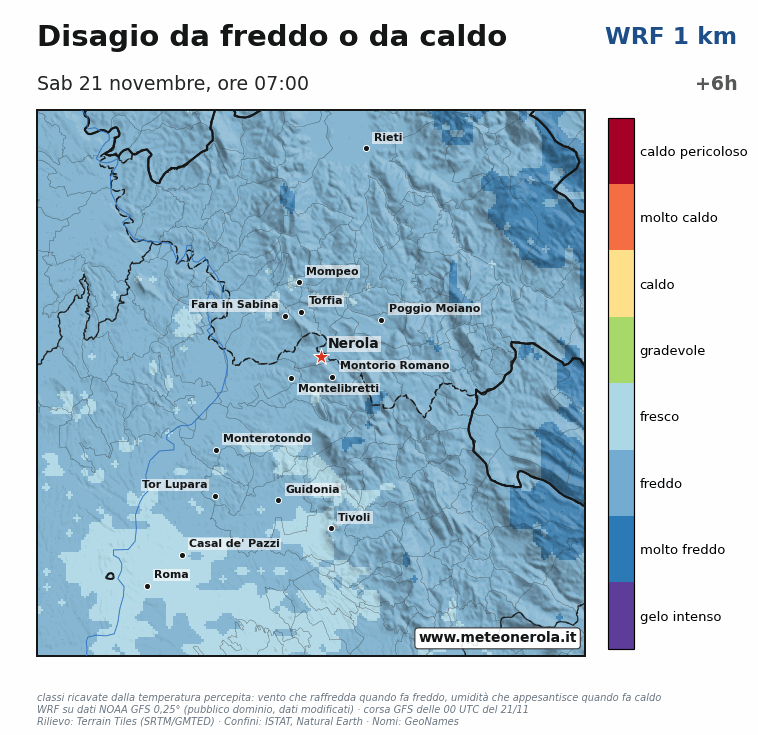 Disagio da freddo o da caldo
WRF 1 km
Sab 21 novembre, ore 07:00
+6h
Rieti
Mompeo
Fara in Sabina
Toffia
Poggio Moiano
Nerola
Montorio Romano
Montelibretti
Monterotondo
Tor Lupara
Guidonia
Tivoli
Casal de' Pazzi
Roma
www.meteonerola.it
caldo pericoloso
molto caldo
caldo
gradevole
fresco
freddo
molto freddo
gelo intenso
classi ricavate dalla temperatura percepita: vento che raffredda quando fa freddo, umidità che appesantisce quando fa caldo
WRF su dati NOAA GFS 0,25° (pubblico dominio, dati modificati) · corsa GFS delle 00 UTC del 21/11
Rilievo: Terrain Tiles (SRTM/GMTED) · Confini: ISTAT, Natural Earth · Nomi: GeoNames